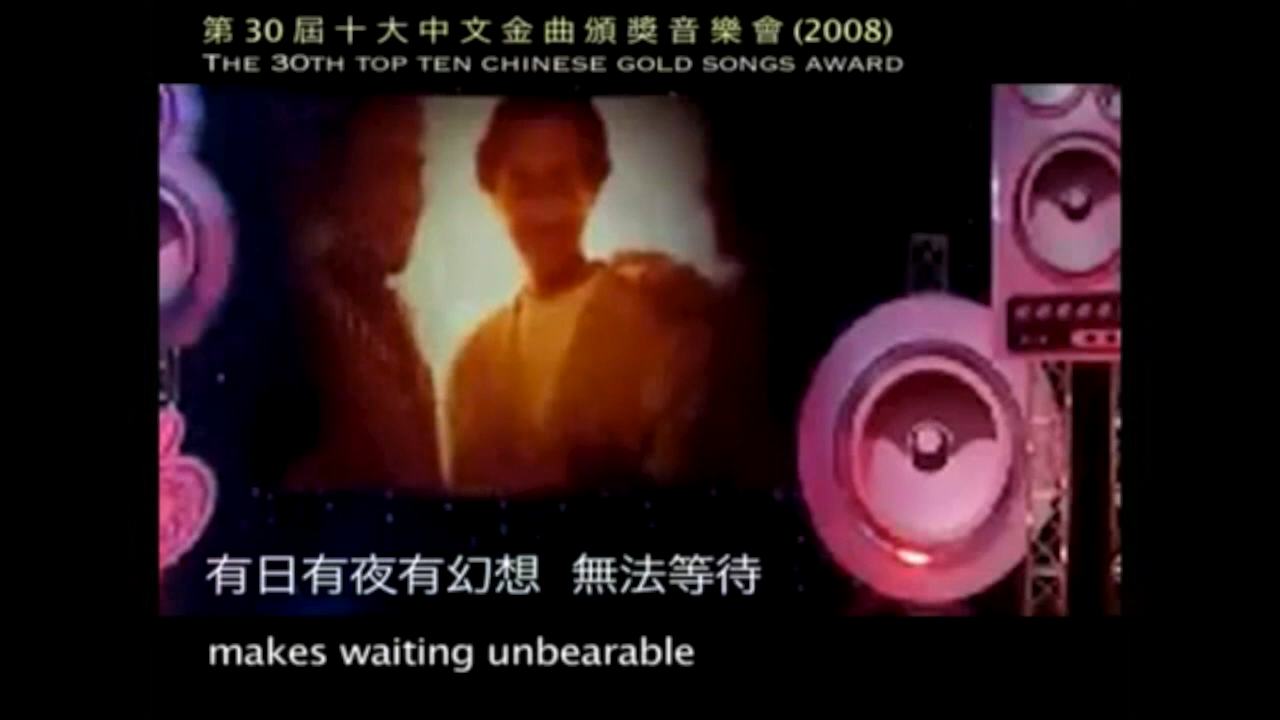 第30屆十大中文金曲頒獎音樂會(2008)
THE 30TH TOP TEN CHINESE GOLD SONGS AWARD
有日有夜有幻想 無法等待
makes waiting unbearable